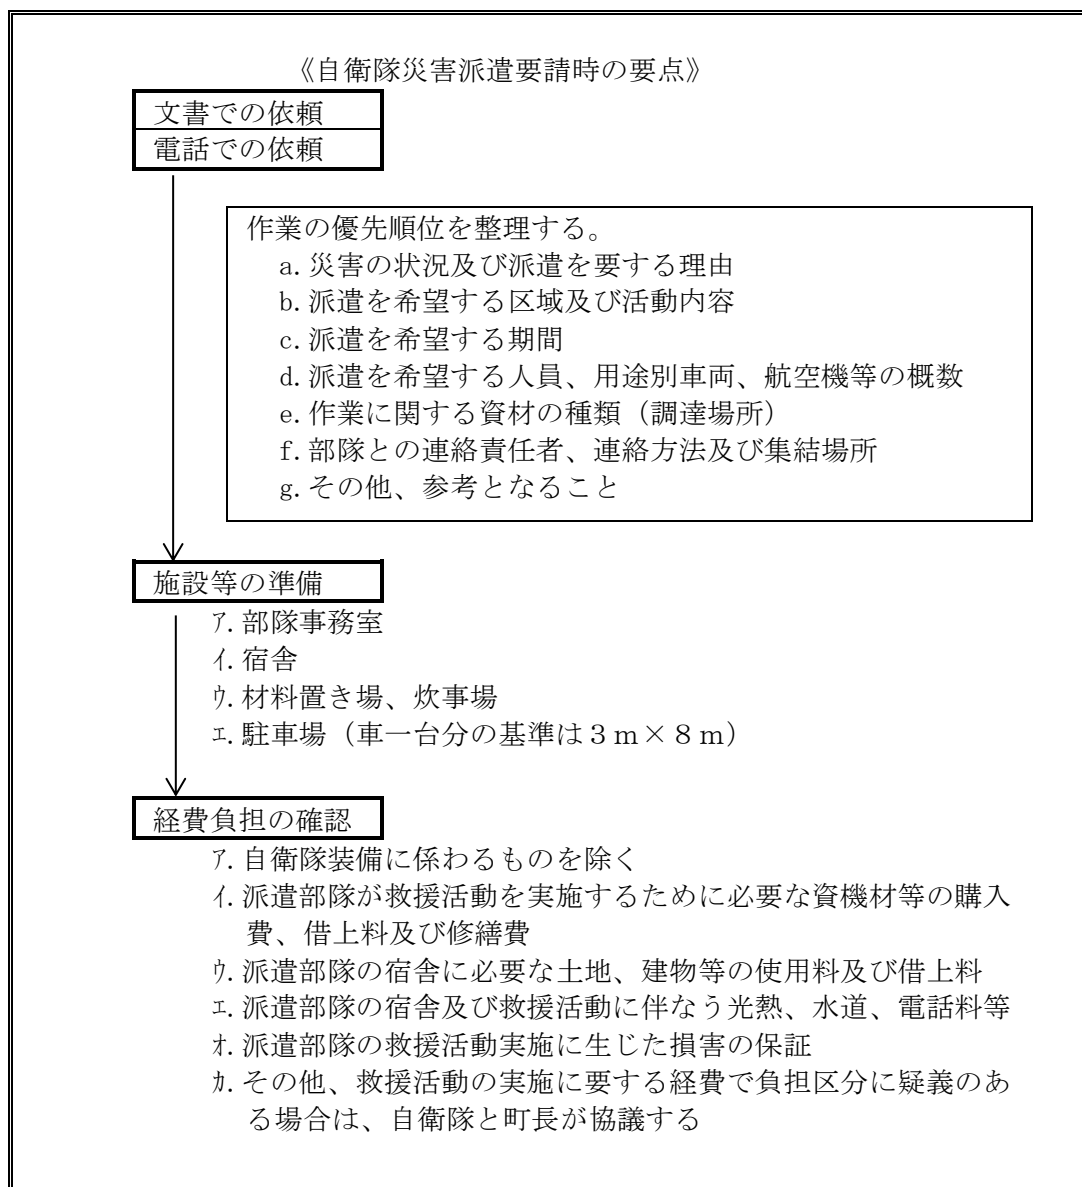 《自衛隊災害派遣要請時の要点》
文書での依頼
電話での依頼
作業の優先順位を整理する。
a.災害の状況及び派遣を要する理由
b.派遣を希望する区域及び活動内容
c.派遣を希望する期間
d.派遣を希望する人員、用途別車両、航空機等の概数
e.作業に関する資材の種類（調達場所）
f.部隊との連絡責任者、連絡方法及び集結場所
g.その他、参考となること
施設等の準備
ｱ.部隊事務室
ｲ.宿舎
ｳ.材料置き場、炊事場
ｴ.駐車場（車一台分の基準は３ｍ×８ｍ）
経費負担の確認
ｱ.自衛隊装備に係わるものを除く
ｲ.派遣部隊が救援活動を実施するために必要な資機材等の購入
費、借上料及び修繕費
ｳ.派遣部隊の宿舎に必要な土地、建物等の使用料及び借上料
ｴ.派遣部隊の宿舎及び救援活動に伴なう光熱、水道、電話料等
ｵ.派遣部隊の救援活動実施に生じた損害の保証
ｶ.その他、救援活動の実施に要する経費で負担区分に疑義のあ
る場合は、自衛隊と町長が協議する